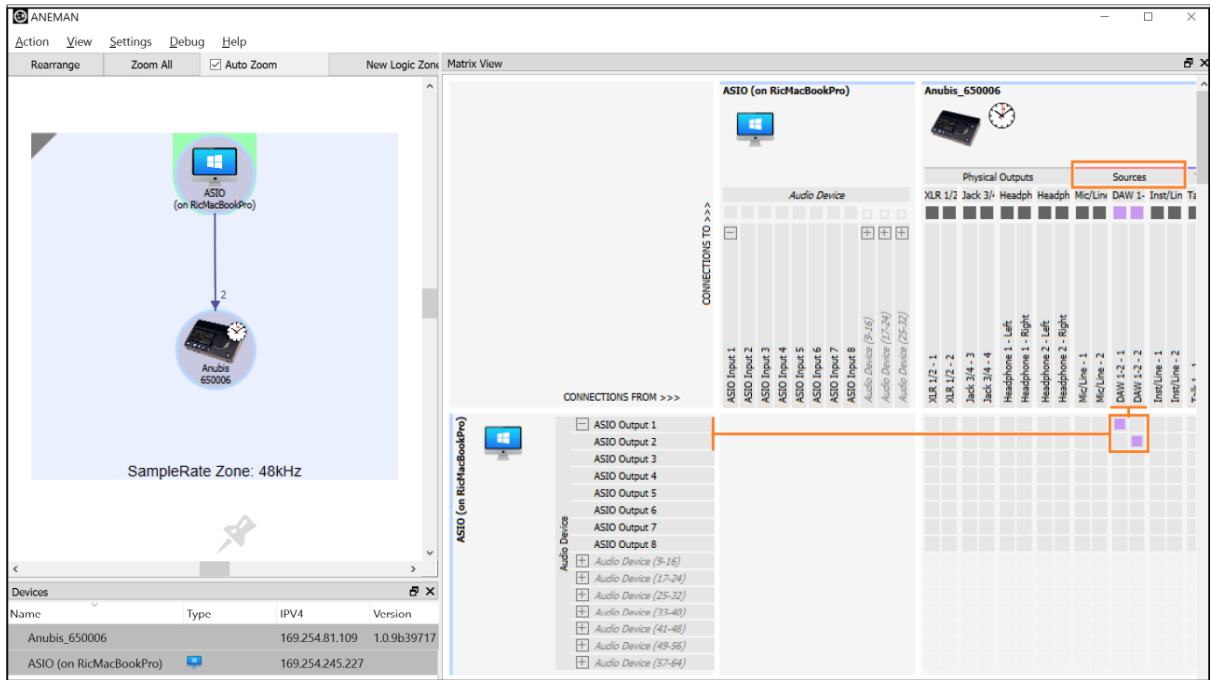 ANEMAN
Action View Settings Debug Help
Rearrange Zoom All Auto Zoom New Logic Zone
ASIO
(on RicMacBookPro)
2
Anubis
650006
SampleRate Zone: 48kHz
Devices
Name Type IPV4 Version
Anubis_650006 169.254.81.109 1.0.9b39717
ASIO (on RicMacBookPro) 169.254.245.227
Matrix View
ASIO (on RicMacBookPro) Anubis_650006
Physical Outputs Sources
Audio Device
XLR 1/2 Jack 3/4 Headph Headph Mic/Line DAW 1- Inst/Lin Ta
CONNECTIONS TO >>>
ASIO Input 1
ASIO Input 2
ASIO Input 3
ASIO Input 4
ASIO Input 5
ASIO Input 6
ASIO Input 7
ASIO Input 8
Audio Device (9-16)
Audio Device (17-24)
Audio Device (25-32)
XLR 1/2 - 1
XLR 1/2 - 2
Jack 3/4 - 3
Jack 3/4 - 4
Headphone 1 - Left
Headphone 1 - Right
Headphone 2 - Left
Headphone 2 - Right
Mic/Line - 1
Mic/Line - 2
DAW 1-2 - 1
DAW 1-2 - 2
Inst/Line - 1
Inst/Line - 2
CONNECTIONS FROM >>>
ASIO (on RicMacBookPro)
Audio Device
ASIO Output 1
ASIO Output 2
ASIO Output 3
ASIO Output 4
ASIO Output 5
ASIO Output 6
ASIO Output 7
ASIO Output 8
Audio Device (9-16)
Audio Device (17-24)
Audio Device (25-32)
Audio Device (33-40)
Audio Device (41-48)
Audio Device (49-56)
Audio Device (57-64)